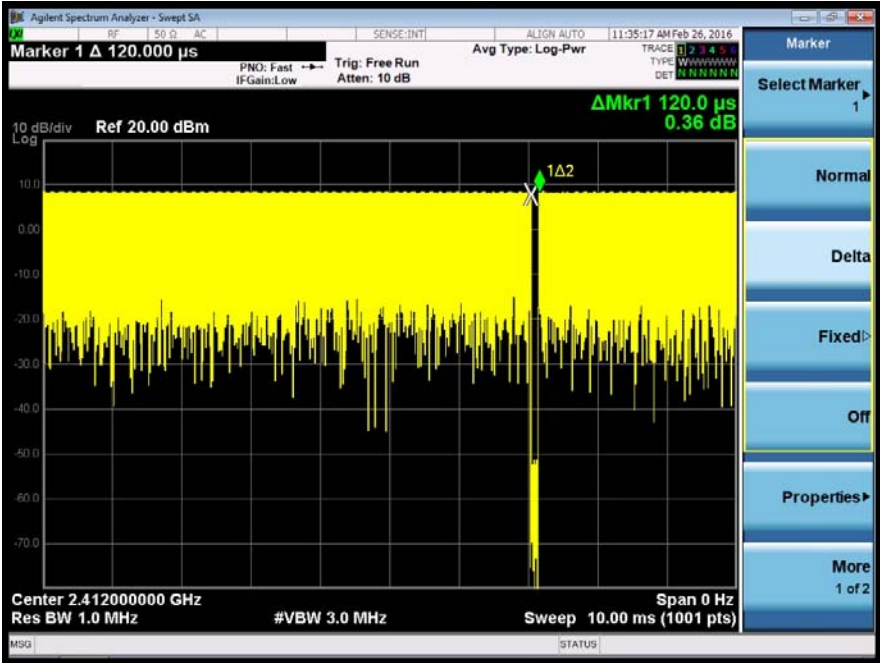 Agilent Spectrum Analyzer - Swept SA
RF 50 Ω AC SENSE:INT ALIGN AUTO 11:35:17 AM Feb 26, 2016
Marker 1 Δ 120.000 µs
PNO: Fast
IFGain:Low
Trig: Free Run
Atten: 10 dB
Avg Type: Log-Pwr
TRACE 1 2 3 4 5 6
TYPE WWWWWW
DET N N N N N N
ΔMkr1 120.0 µs
0.36 dB
10 dB/div Ref 20.00 dBm
Log
1Δ2
10.0
0.00
-10.0
-20.0
-30.0
-40.0
-50.0
-60.0
-70.0
Center 2.412000000 GHz Span 0 Hz
Res BW 1.0 MHz #VBW 3.0 MHz Sweep 10.00 ms (1001 pts)
MSG STATUS
Marker
Select Marker
1
Normal
Delta
Fixed
Off
Properties
More
1 of 2